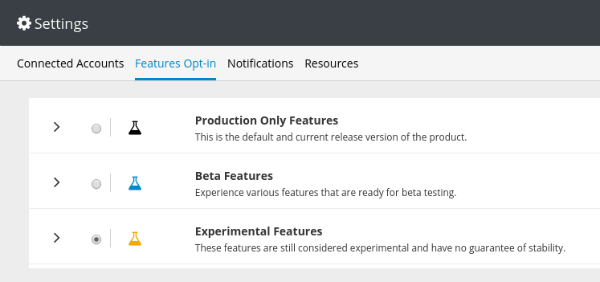 Settings
Connected Accounts Features Opt-in Notifications Resources
Production Only Features
This is the default and current release version of the product.
Beta Features
Experience various features that are ready for beta testing.
Experimental Features
These features are still considered experimental and have no guarantee of stability.